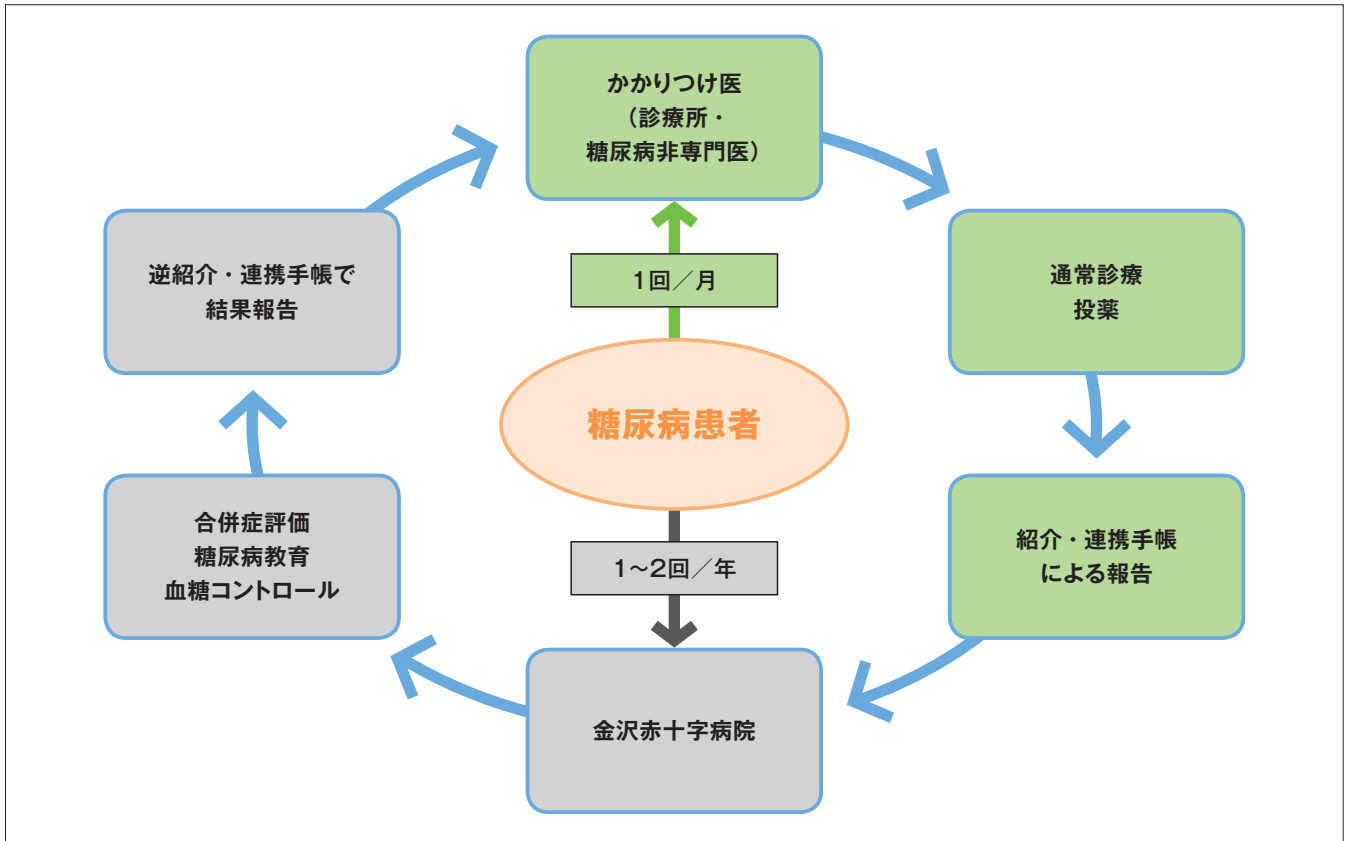 かかりつけ医
（診療所・
糖尿病非専門医）
通常診療
投薬
紹介・連携手帳
による報告
金沢赤十字病院
合併症評価
糖尿病教育
血糖コントロール
逆紹介・連携手帳で
結果報告
1回／月
糖尿病患者
1〜2回／年